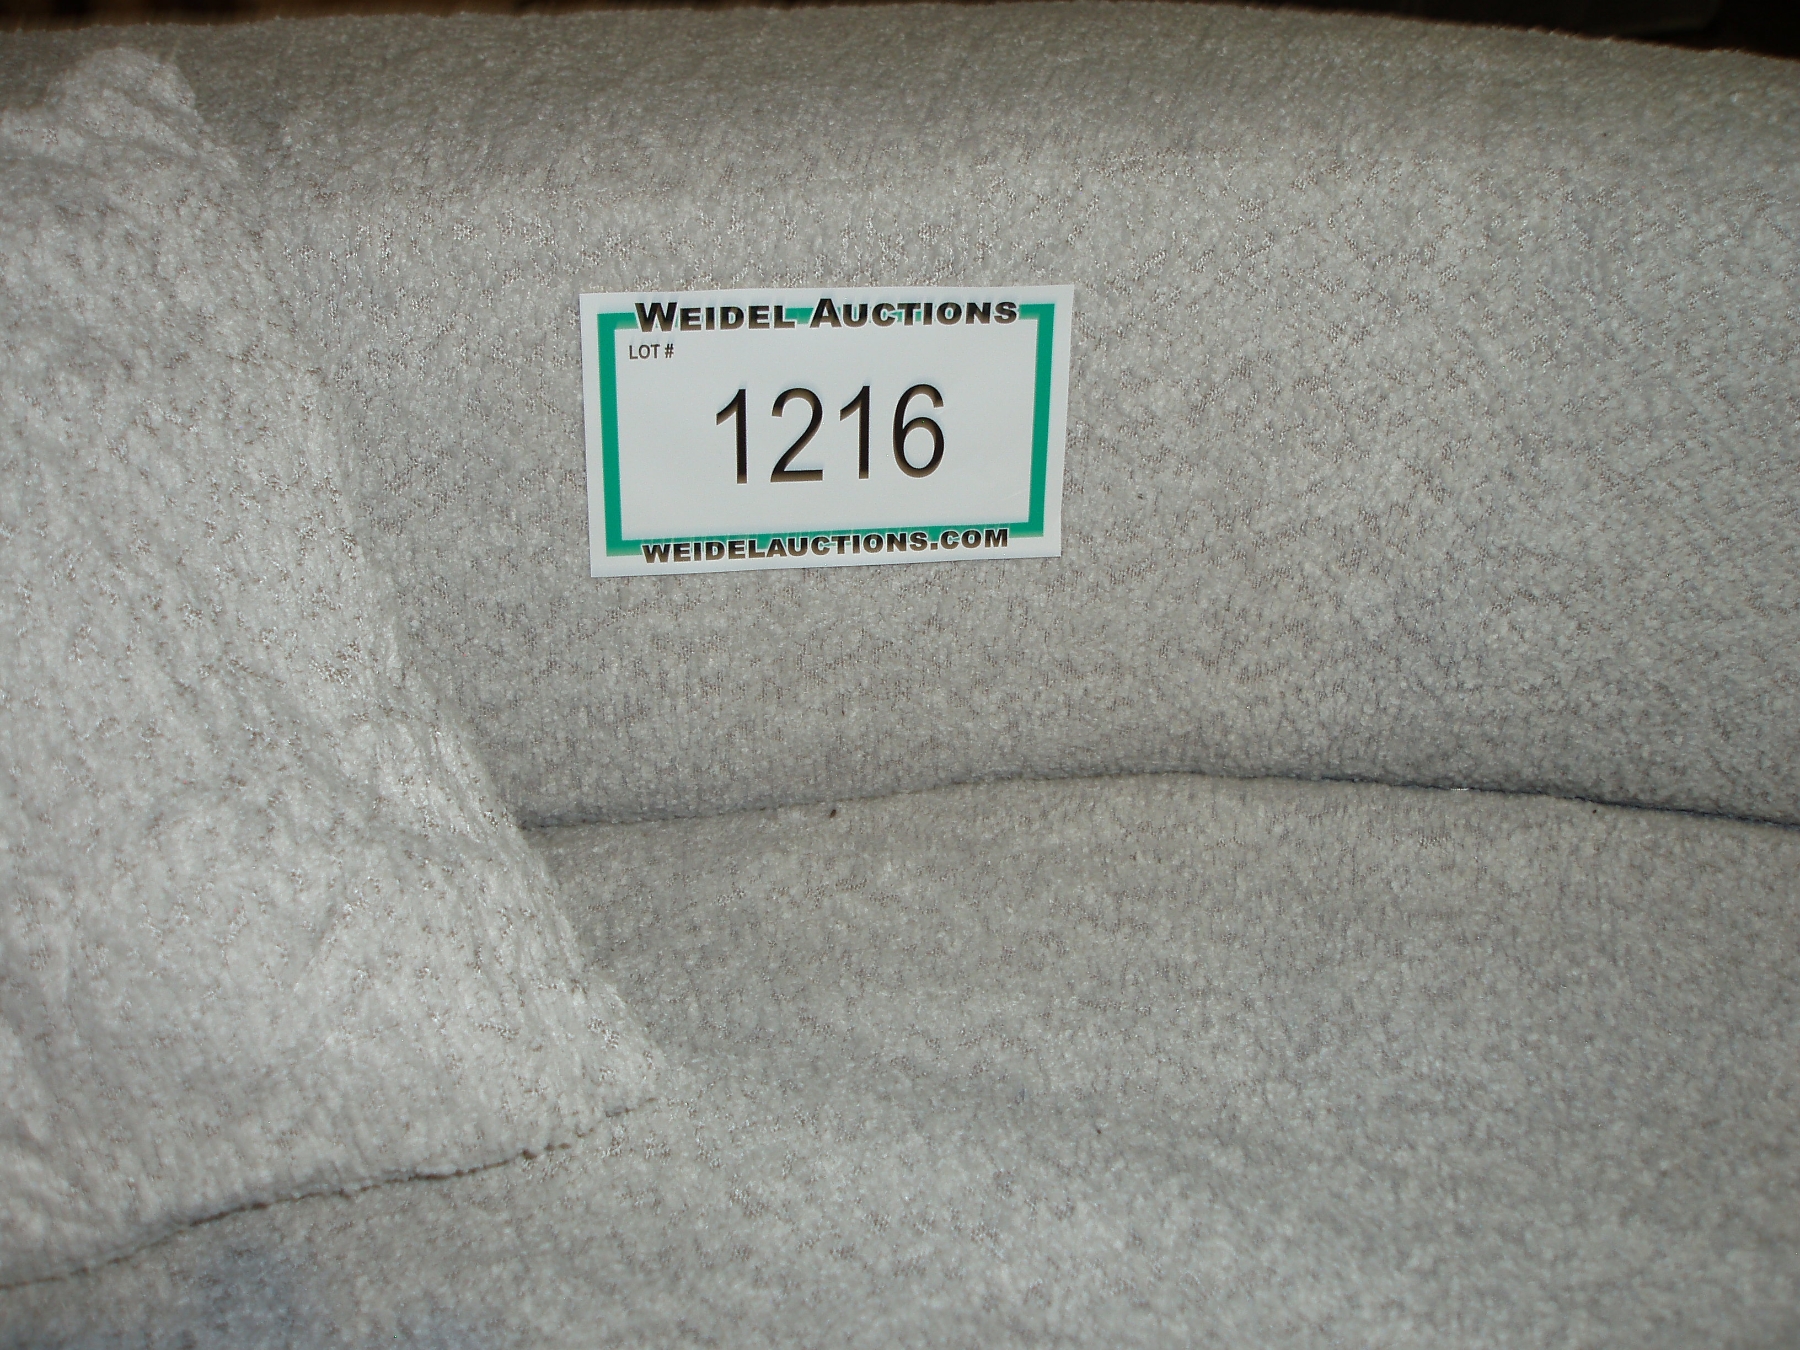 WEIDEL AUCTIONS
LOT #
1216
WEIDELAUCTIONS.COM